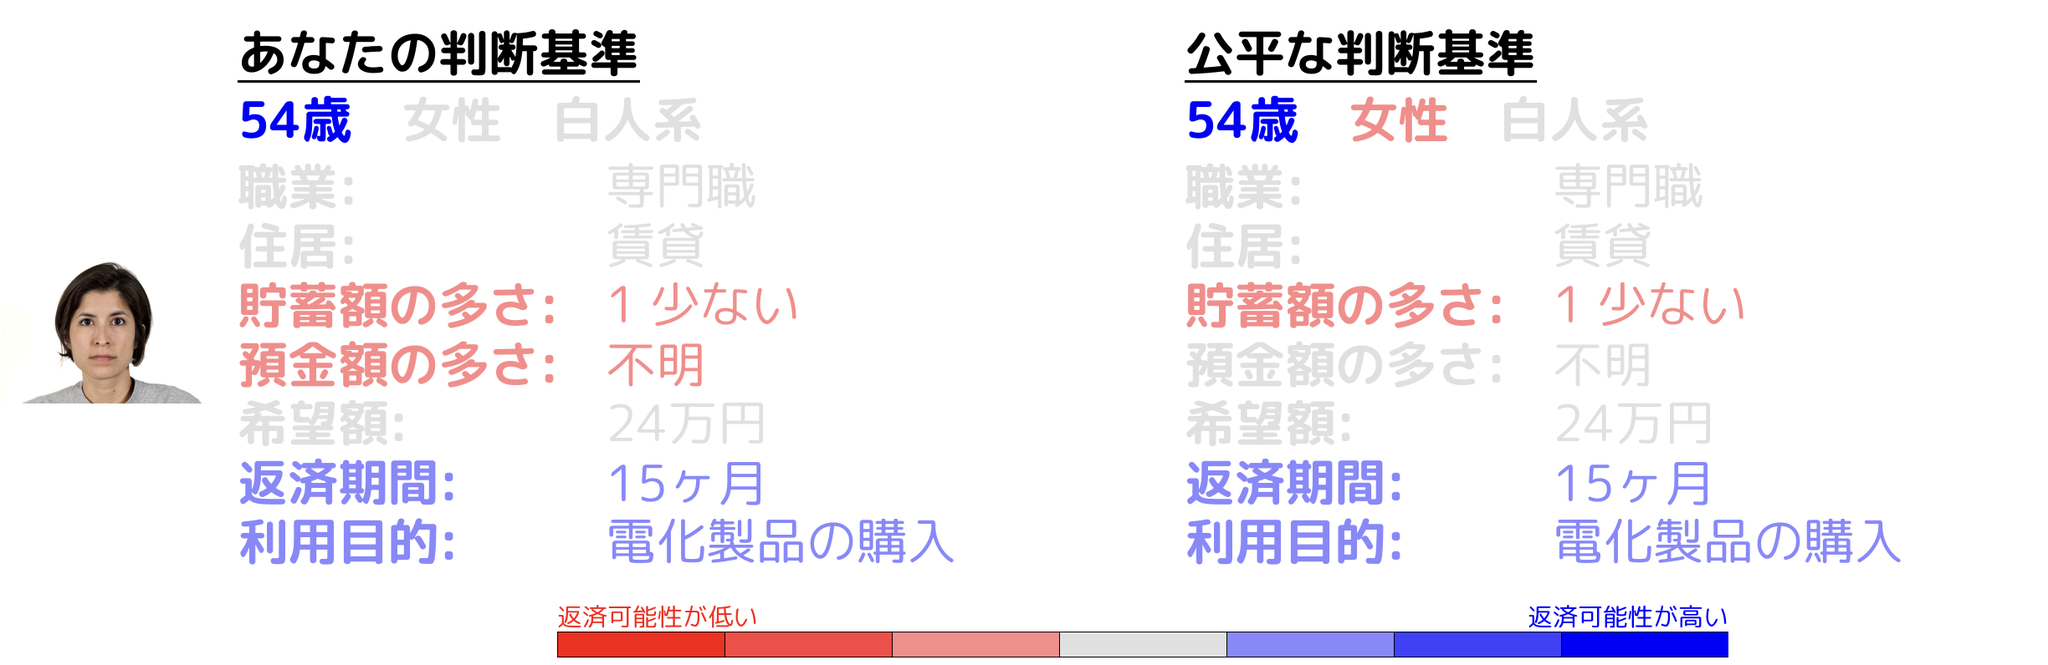 あなたの判断基準
54歳 女性 白人系
職業: 専門職
住居: 賃貸
貯蓄額の多さ: 1 少ない
預金額の多さ: 不明
希望額: 24万円
返済期間: 15ヶ月
利用目的: 電化製品の購入
公平な判断基準
54歳 女性 白人系
職業: 専門職
住居: 賃貸
貯蓄額の多さ: 1 少ない
預金額の多さ: 不明
希望額: 24万円
返済期間: 15ヶ月
利用目的: 電化製品の購入
返済可能性が低い 返済可能性が高い